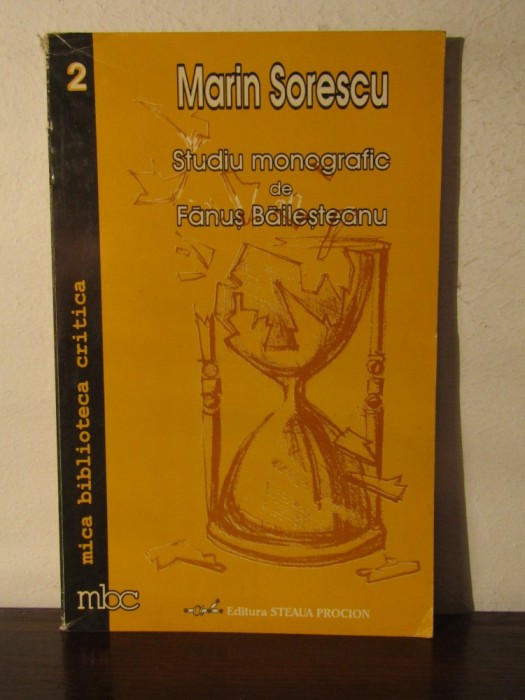 2
Marin Sorescu
Studiu monografic
de
Fănuș Băileșteanu
mica biblioteca critica
mbc
Editura STEAUA PROCION